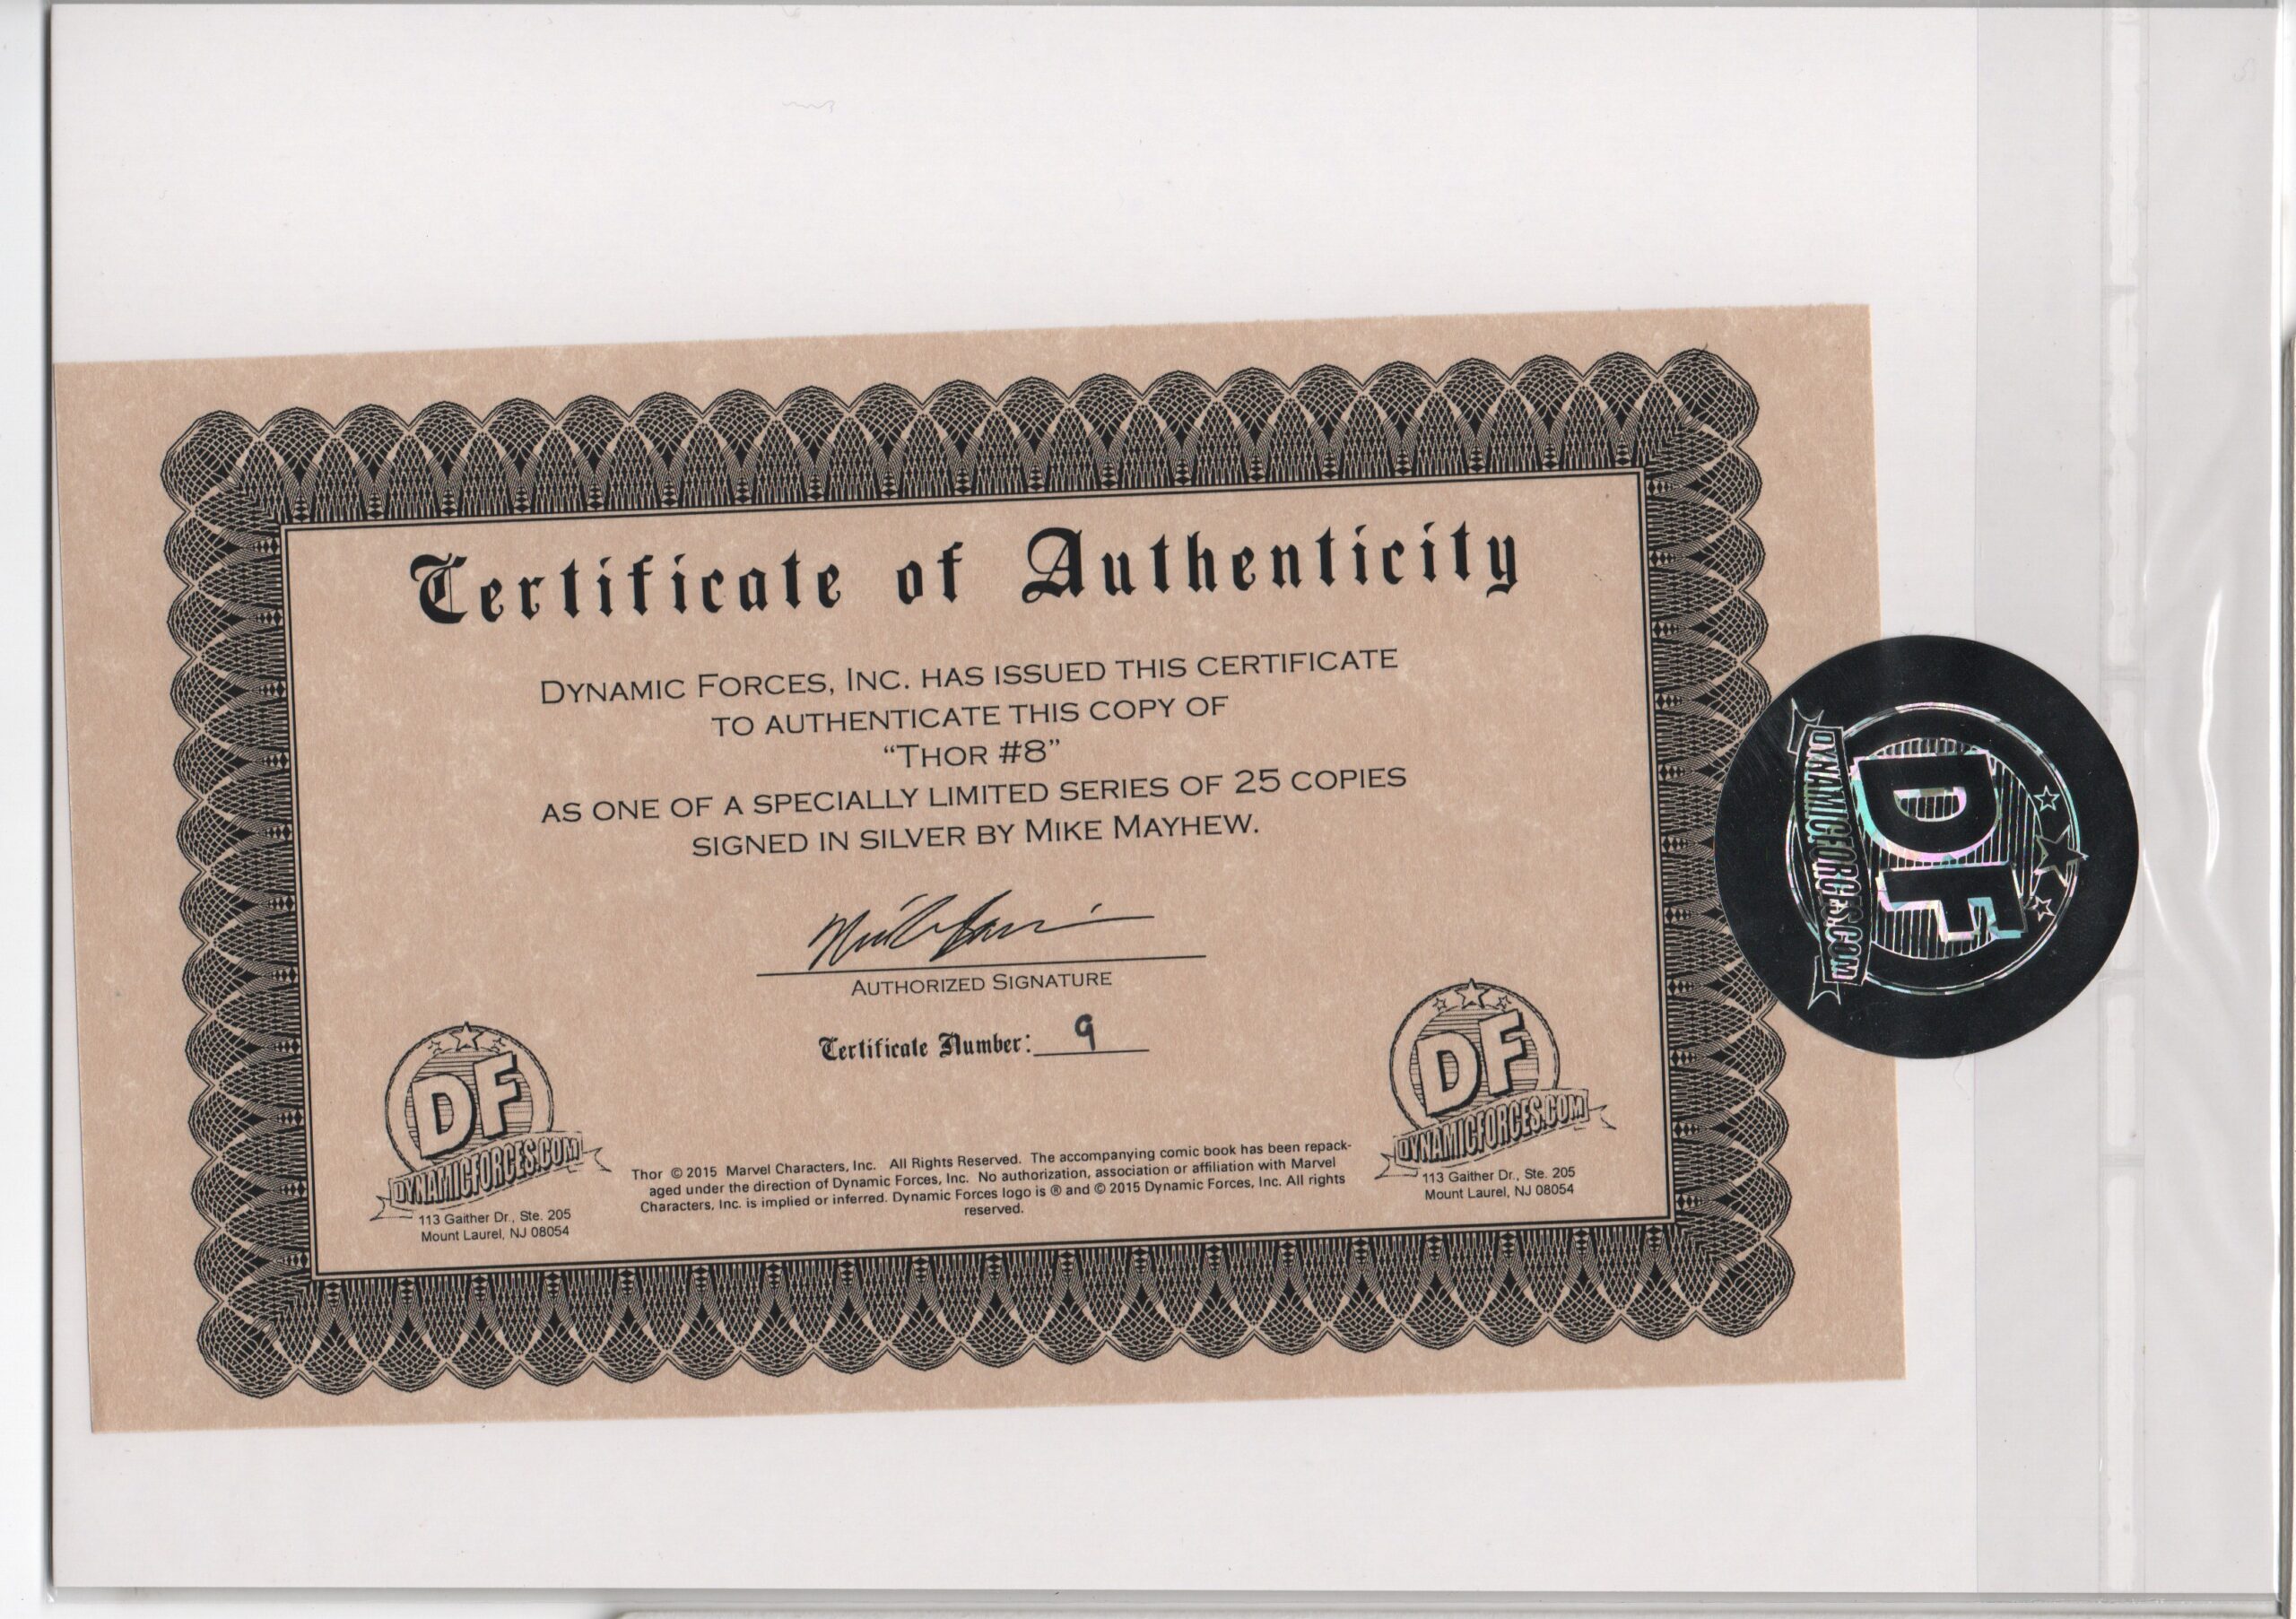 Certificate of Authenticity
DYNAMIC FORCES, INC. HAS ISSUED THIS CERTIFICATE
TO AUTHENTICATE THIS COPY OF
“THOR #8”
AS ONE OF A SPECIALLY LIMITED SERIES OF 25 COPIES
SIGNED IN SILVER BY MIKE MAYHEW.
AUTHORIZED SIGNATURE
Certificate Number: 9
DF
DYNAMICFORCES.COM
113 Gaither Dr., Ste. 205
Mount Laurel, NJ 08054
Thor © 2015 Marvel Characters, Inc. All Rights Reserved. The accompanying comic book has been repack-
aged under the direction of Dynamic Forces, Inc. No authorization, association or affiliation with Marvel
Characters, Inc. is implied or inferred. Dynamic Forces logo is ® and © 2015 Dynamic Forces, Inc. All rights
reserved.
DF
DYNAMICFORCES.COM
113 Gaither Dr., Ste. 205
Mount Laurel, NJ 08054
DF
DYNAMICFORCES.COM